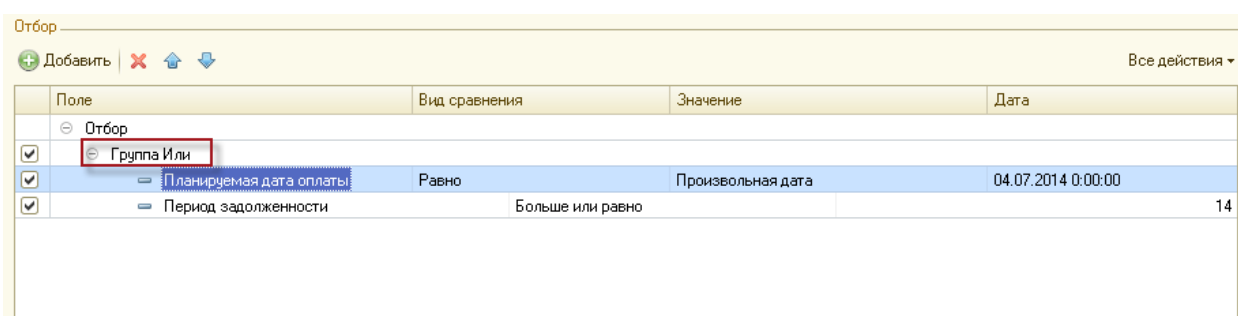 Отбор
Добавить Все действия
Поле Вид сравнения Значение Дата
Отбор
Группа Или
Планируемая дата оплаты Равно Произвольная дата 04.07.2014 0:00:00
Период задолженности Больше или равно 14